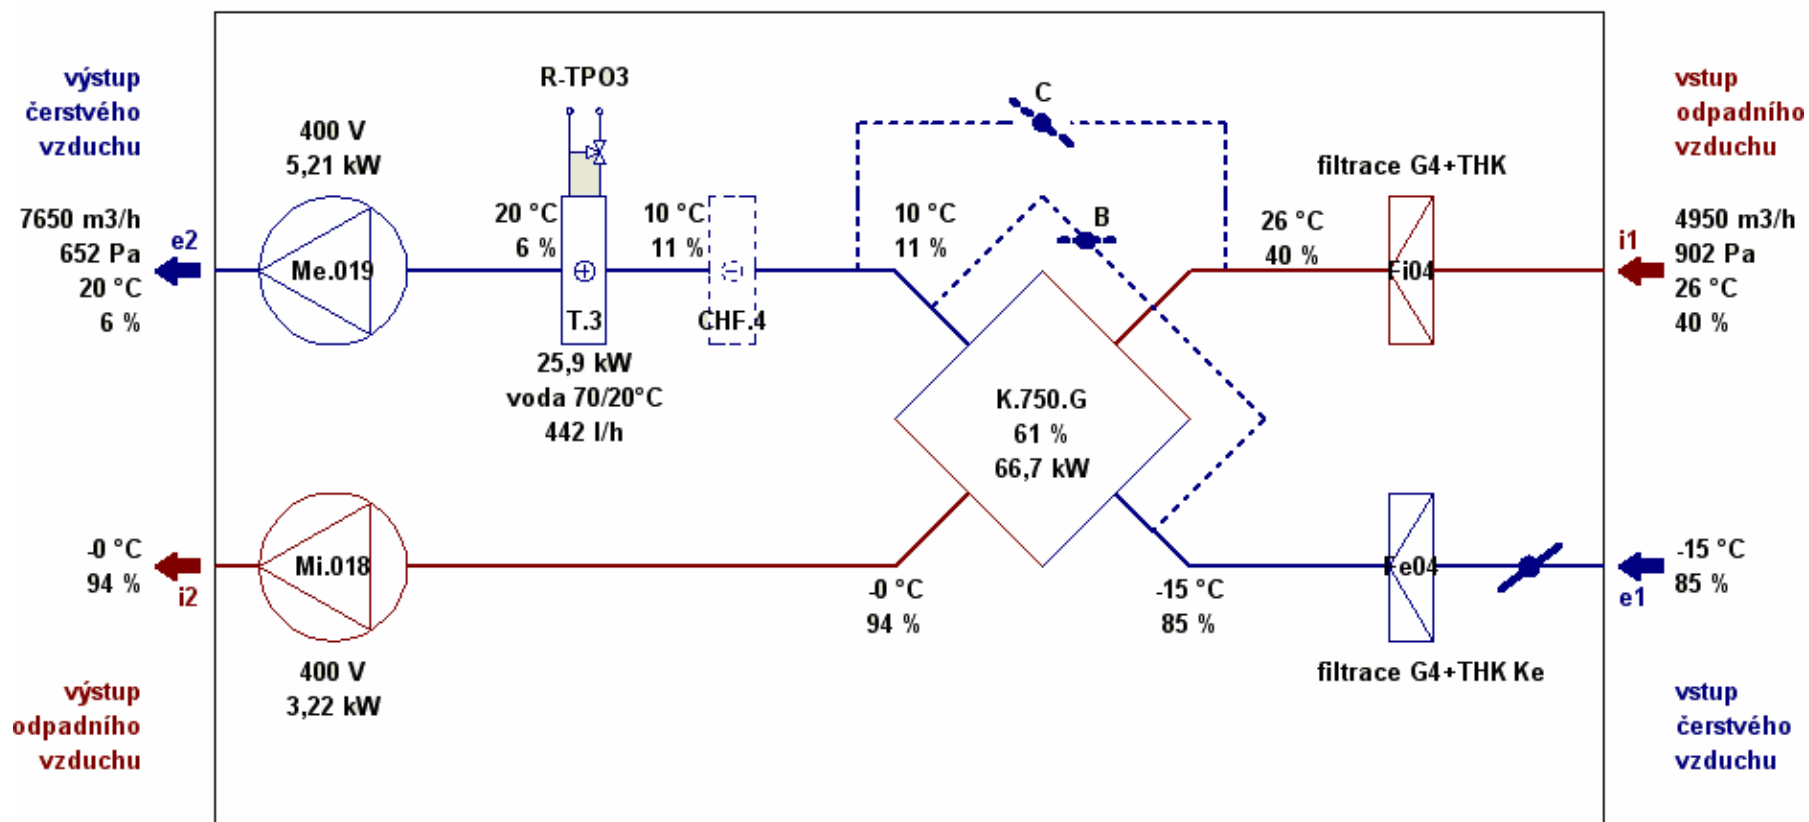 výstup
čerstvého
vzduchu
7650 m3/h
652 Pa
20 °C
6 %
e2
400 V
5,21 kW
Me.019
R-TPO3
20 °C
6 %
T.3
25,9 kW
voda 70/20°C
442 l/h
10 °C
11 %
CHF.4
10 °C
11 %
C
B
26 °C
40 %
filtrace G4+THK
Fi04
vstup
odpadního
vzduchu
i1
4950 m3/h
902 Pa
26 °C
40 %
K.750.G
61 %
66,7 kW
-0 °C
94 %
i2
Mi.018
400 V
3,22 kW
výstup
odpadního
vzduchu
-0 °C
94 %
-15 °C
85 %
Fe04
filtrace G4+THK Ke
-15 °C
85 %
e1
vstup
čerstvého
vzduchu